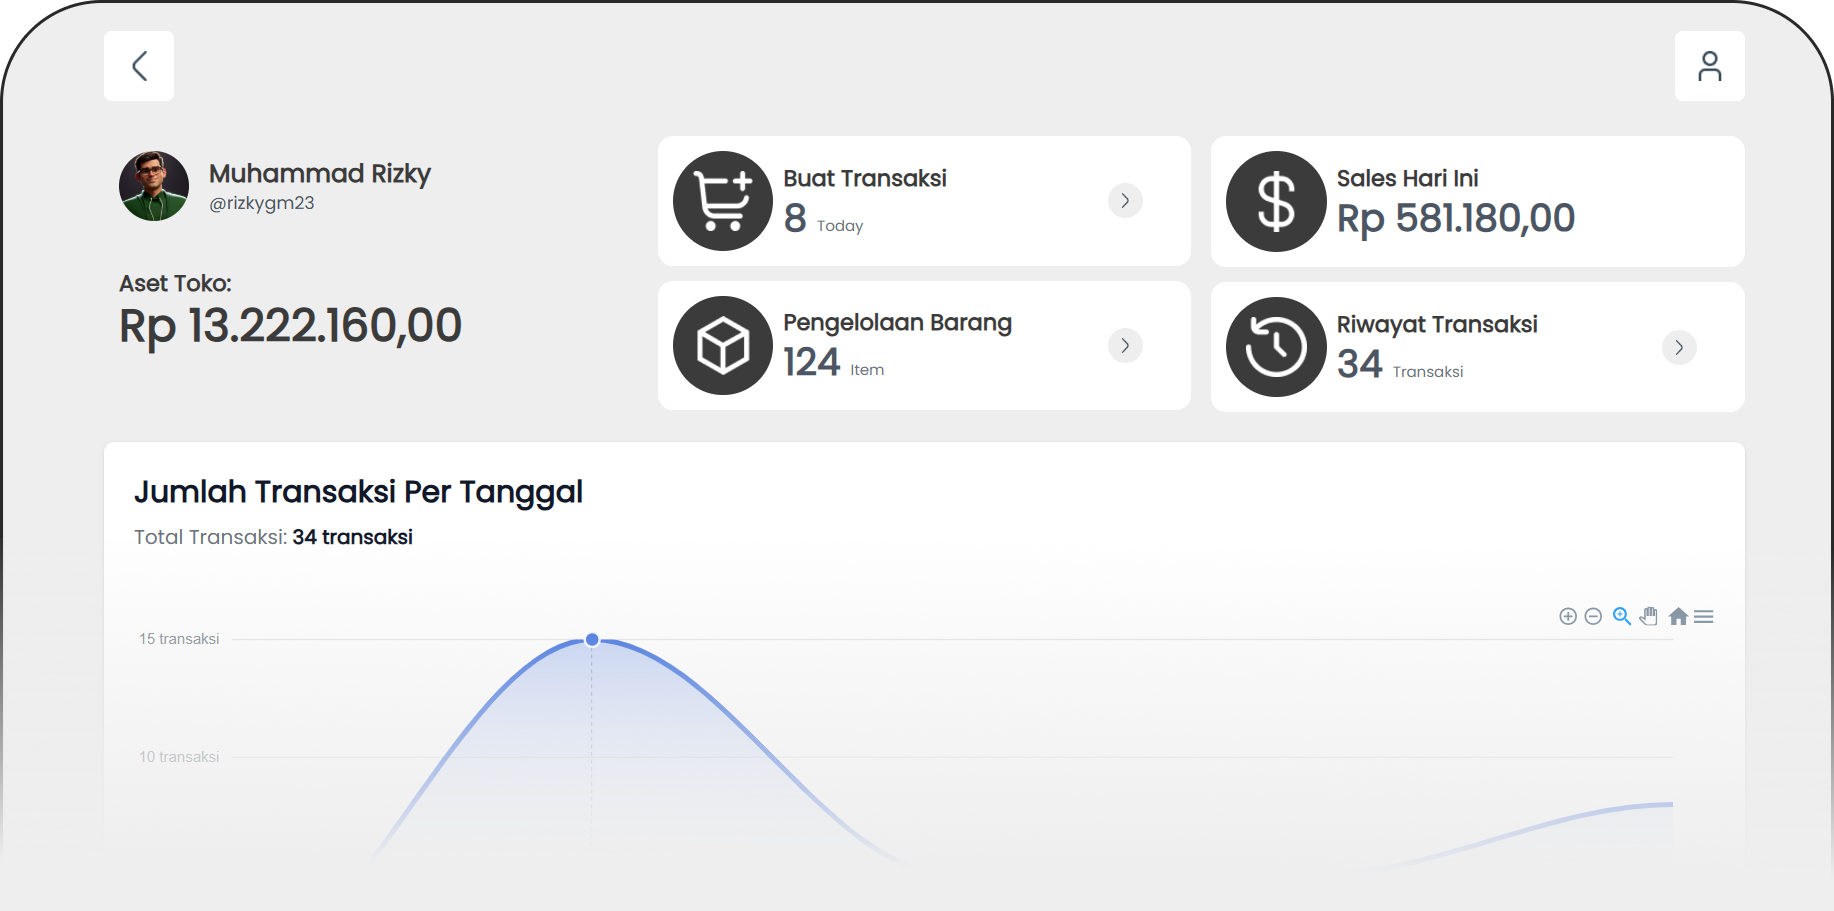 Muhammad Rizky
@rizkygm23
Aset Toko:
Rp 13.222.160,00
Buat Transaksi
8 Today
Sales Hari Ini
Rp 581.180,00
Pengelolaan Barang
124 Item
Riwayat Transaksi
34 Transaksi
Jumlah Transaksi Per Tanggal
Total Transaksi: 34 transaksi
15 transaksi
10 transaksi